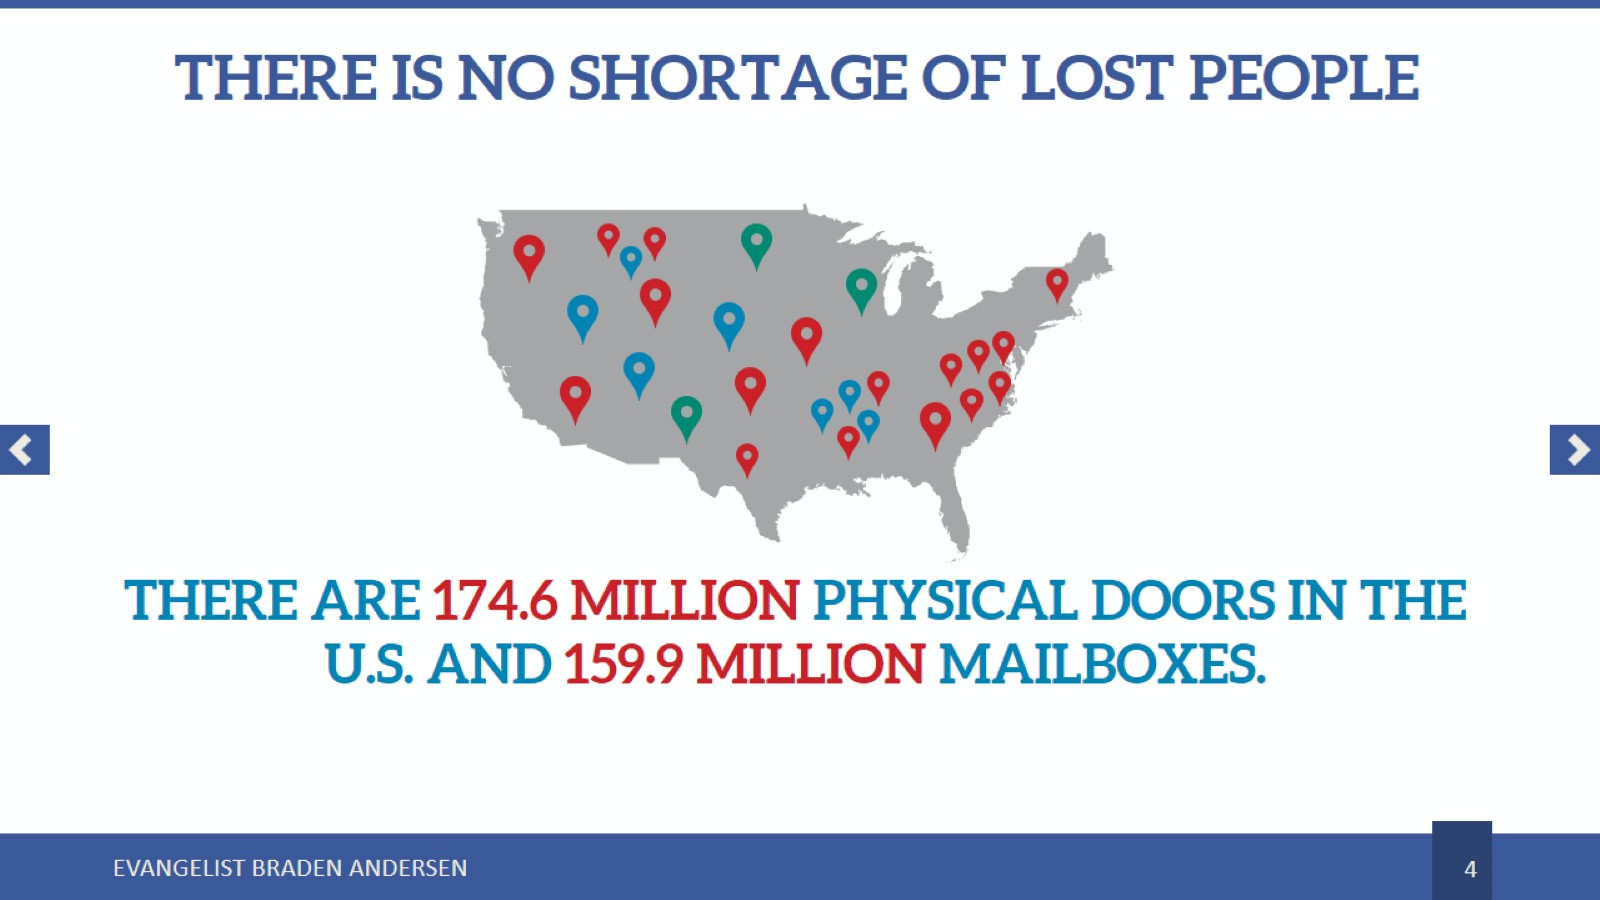 THERE IS NO SHORTAGE OF LOST PEOPLE
THERE ARE 174.6 MILLION PHYSICAL DOORS IN THE
U.S. AND 159.9 MILLION MAILBOXES.
EVANGELIST BRADEN ANDERSEN
4